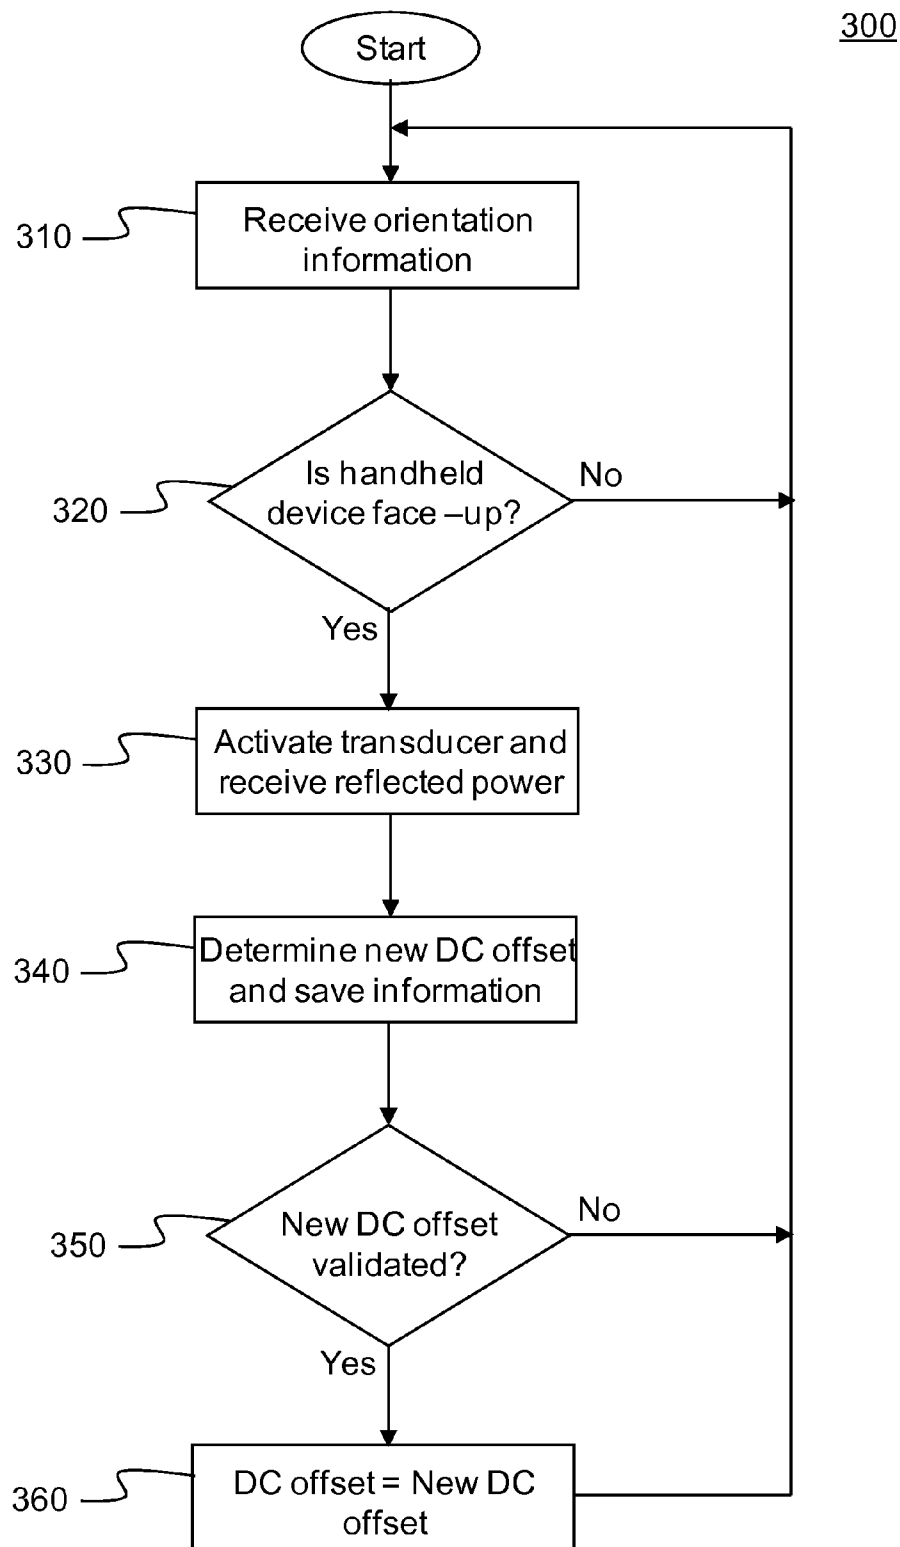 300
Start
310
Receive orientation
information
320
Is handheld
device face –up?
No
Yes
330
Activate transducer and
receive reflected power
340
Determine new DC offset
and save information
350
New DC offset
validated?
No
Yes
360
DC offset = New DC
offset